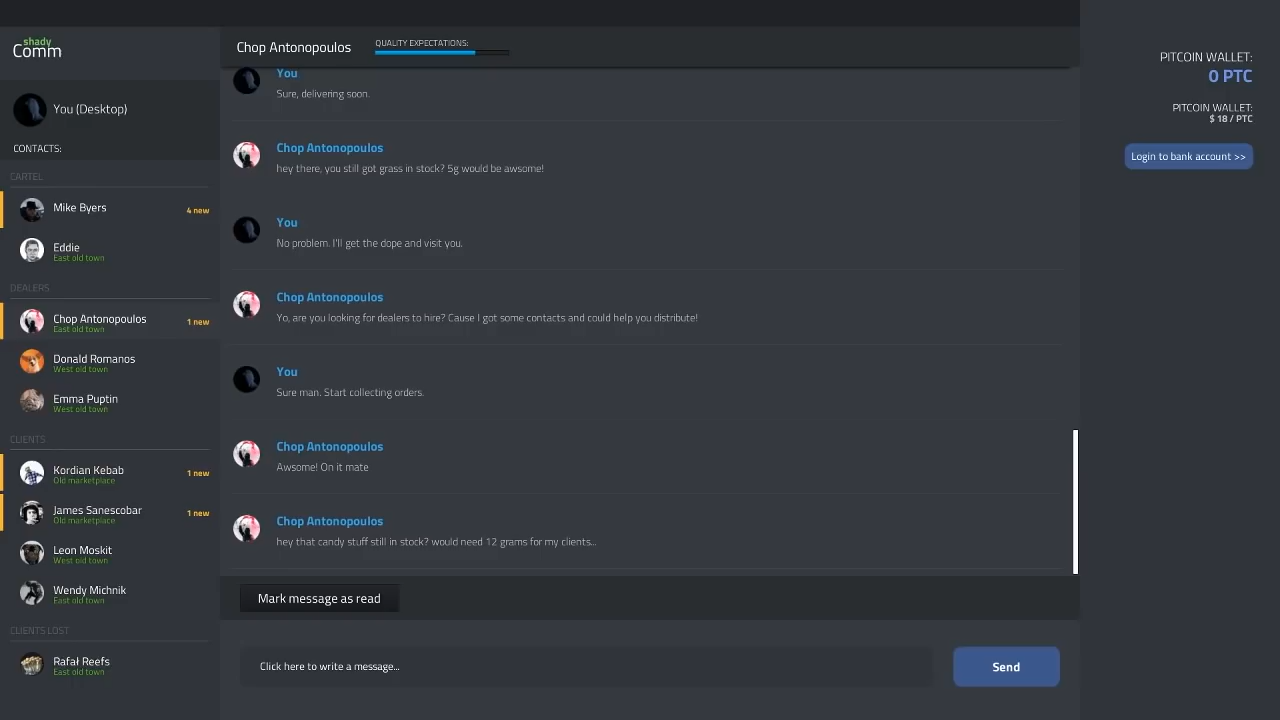 shady
Comm
You (Desktop)
CONTACTS:
CARTEL
Mike Byers
4 new
Eddie
East old town
DEALERS
Chop Antonopoulos
East old town
1 new
Donald Romanos
West old town
Emma Puptin
West old town
CLIENTS
Kordian Kebab
Old marketplace
1 new
James Sanescobar
Old marketplace
1 new
Leon Moskit
West old town
Wendy Michnik
East old town
CLIENTS LOST
Rafał Reefs
East old town
Chop Antonopoulos
QUALITY EXPECTATIONS:
You
Sure, delivering soon.
Chop Antonopoulos
hey there, you still got grass in stock? 5g would be awsome!
You
No problem. I'll get the dope and visit you.
Chop Antonopoulos
Yo, are you looking for dealers to hire? Cause I got some contacts and could help you distribute!
You
Sure man. Start collecting orders.
Chop Antonopoulos
Awsome! On it mate
Chop Antonopoulos
hey that candy stuff still in stock? would need 12 grams for my clients...
Mark message as read
Click here to write a message...
Send
PITCOIN WALLET:
0 PTC
PITCOIN WALLET:
$ 18 / PTC
Login to bank account >>